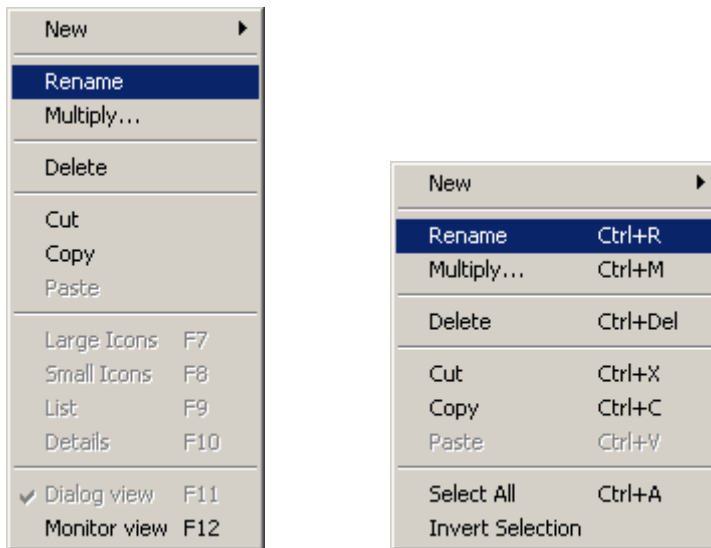 New
Rename
Multiply...
Delete
Cut
Copy
Paste
Large Icons F7
Small Icons F8
List F9
Details F10
Dialog view F11
Monitor view F12
New
Rename Ctrl+R
Multiply... Ctrl+M
Delete Ctrl+Del
Cut Ctrl+X
Copy Ctrl+C
Paste Ctrl+V
Select All Ctrl+A
Invert Selection